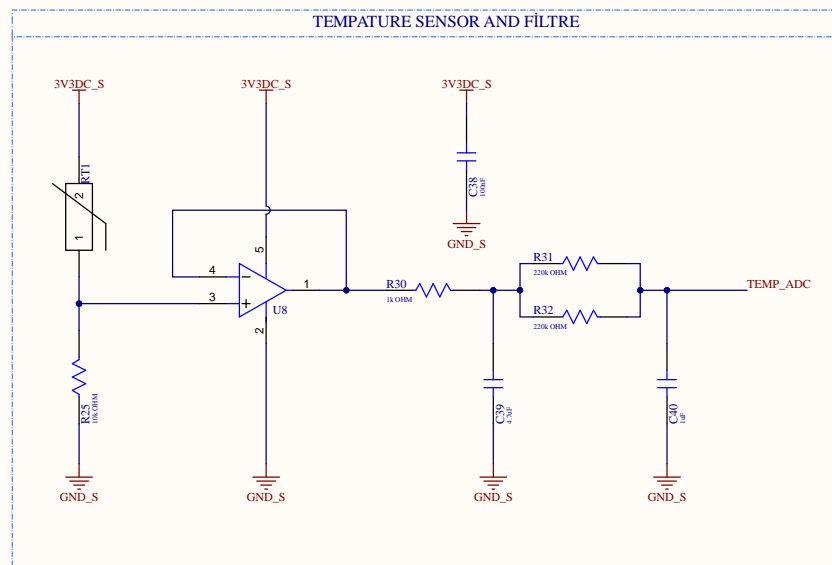 TEMPATURE SENSOR AND FİLTRE
3V3DC_S
3V3DC_S
3V3DC_S
RT1
2
1
C38
100nF
GND_S
5
4
3
1
2
U8
R30
1k OHM
R31
220k OHM
R32
220k OHM
TEMP_ADC
R25
10k OHM
C39
4.7uF
C40
1uF
GND_S
GND_S
GND_S
GND_S